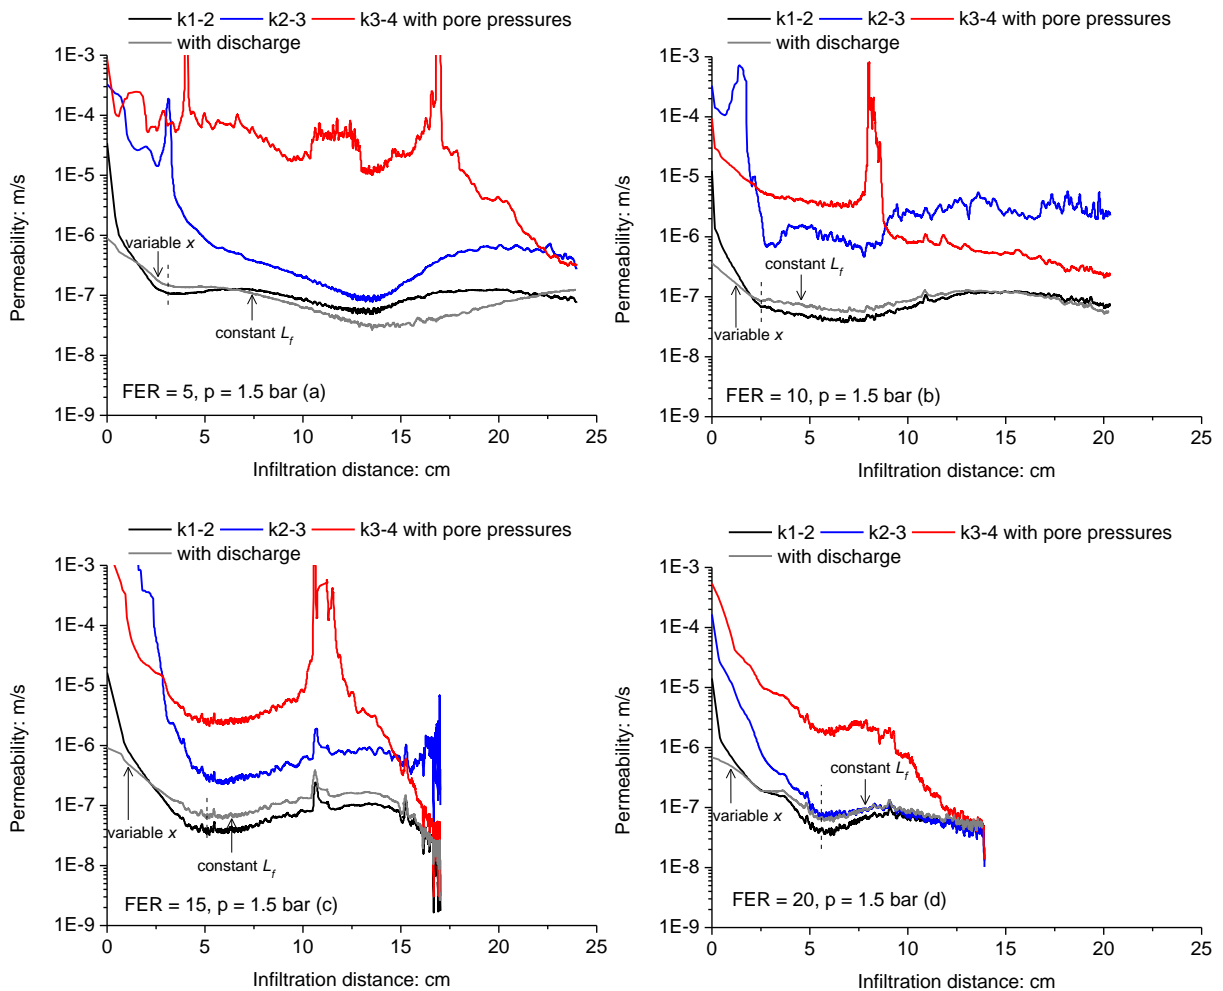 k1-2 k2-3 k3-4 with pore pressures
with discharge
1E-3
1E-4
1E-5
1E-6
1E-7
1E-8
1E-9
Permeability: m/s
variable x
constant Lf
FER = 5, p = 1.5 bar (a)
0 5 10 15 20 25
Infiltration distance: cm
k1-2 k2-3 k3-4 with pore pressures
with discharge
1E-3
1E-4
1E-5
1E-6
1E-7
1E-8
1E-9
Permeability: m/s
constant Lf
variable x
FER = 10, p = 1.5 bar (b)
0 5 10 15 20 25
Infiltration distance: cm
k1-2 k2-3 k3-4 with pore pressures
with discharge
1E-3
1E-4
1E-5
1E-6
1E-7
1E-8
1E-9
Permeability: m/s
variable x
constant Lf
FER = 15, p = 1.5 bar (c)
0 5 10 15 20 25
Infiltration distance: cm
k1-2 k2-3 k3-4 with pore pressures
with discharge
1E-3
1E-4
1E-5
1E-6
1E-7
1E-8
1E-9
Permeability: m/s
constant Lf
variable x
FER = 20, p = 1.5 bar (d)
0 5 10 15 20 25
Infiltration distance: cm